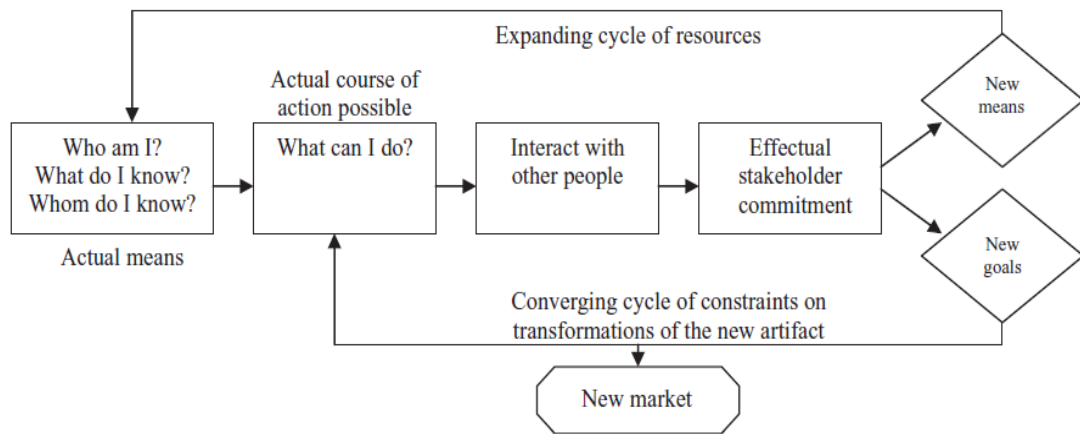 Expanding cycle of resources
Actual course of
action possible
New
means
Who am I?
What do I know?
Whom do I know?
What can I do?
Interact with
other people
Effectual
stakeholder
commitment
Actual means
New
goals
Converging cycle of constraints on
transformations of the new artifact
New market